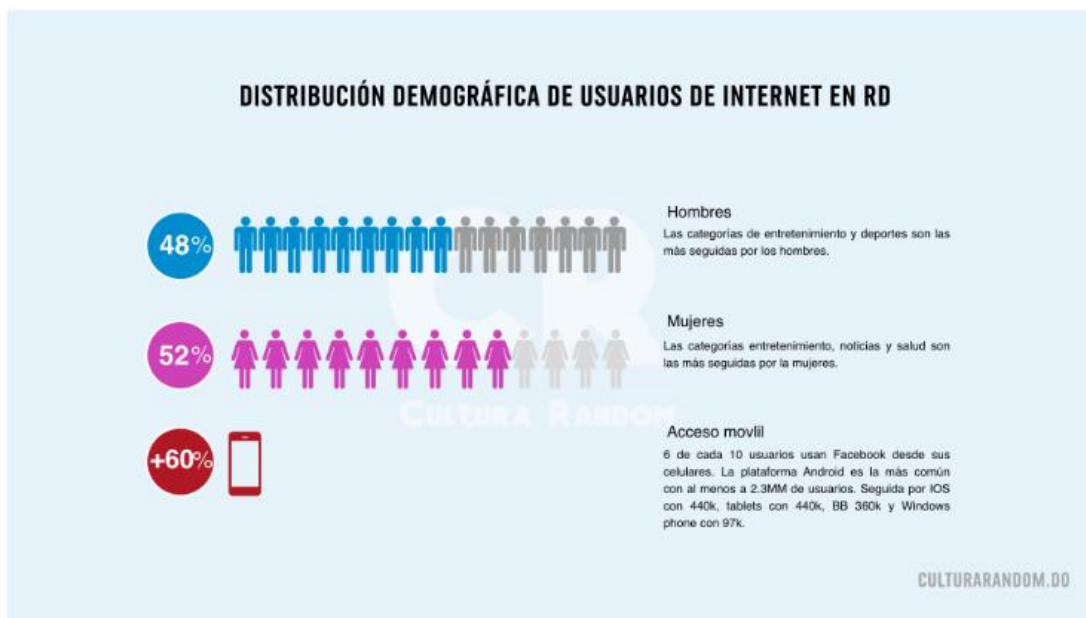 DISTRIBUCIÓN DEMOGRÁFICA DE USUARIOS DE INTERNET EN RD
48%
Hombres
Las categorías de entretenimiento y deportes son las
más seguidas por los hombres.
52%
Mujeres
Las categorias entretenimiento, noticias y salud son
las más seguidas por la mujeres.
CR
CULTURA RANDOM
+60%
Acceso movlil
6 de cada 10 usuarios usan Facebook desde sus
celulares. La plataforma Android es la más común
con al menos a 2.3MM de usuarios. Seguida por IOS
con 440k, tablets con 440k, BB 360k y Windows
phone con 97k.
CULTURARANDOM.DO